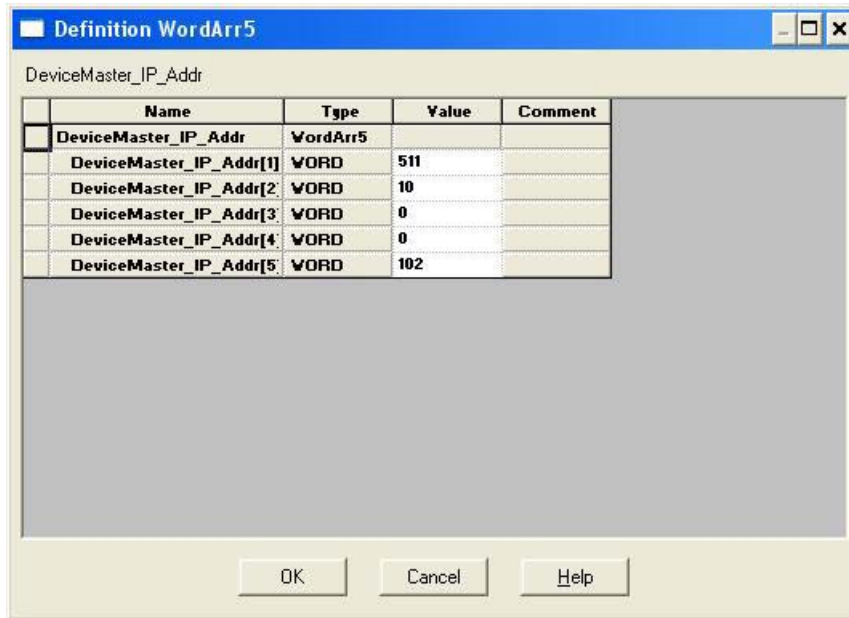 Definition WordArr5
DeviceMaster_IP_Addr
Name Type Value Comment
DeviceMaster_IP_Addr WordArr5
DeviceMaster_IP_Addr[1] WORD 511
DeviceMaster_IP_Addr[2 WORD 10
DeviceMaster_IP_Addr[3 WORD 0
DeviceMaster_IP_Addr[4 WORD 0
DeviceMaster_IP_Addr[5 WORD 102
OK Cancel Help